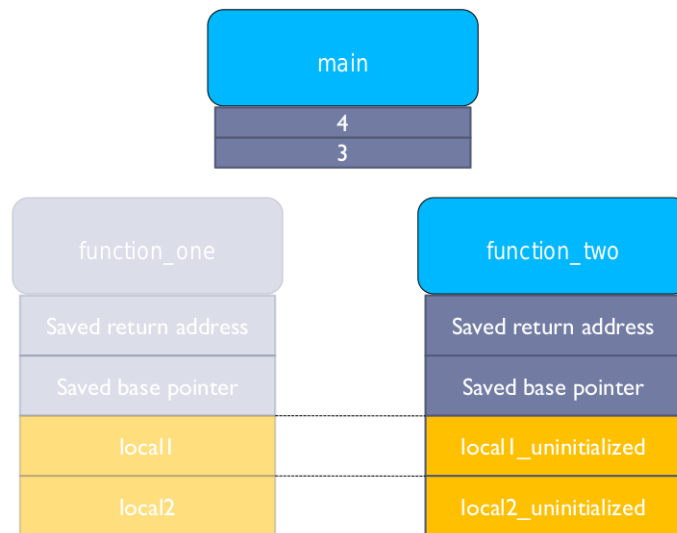 main
4
3
function_one
function_two
Saved return address
Saved return address
Saved base pointer
Saved base pointer
local1
local1_uninitialized
local2
local2_uninitialized